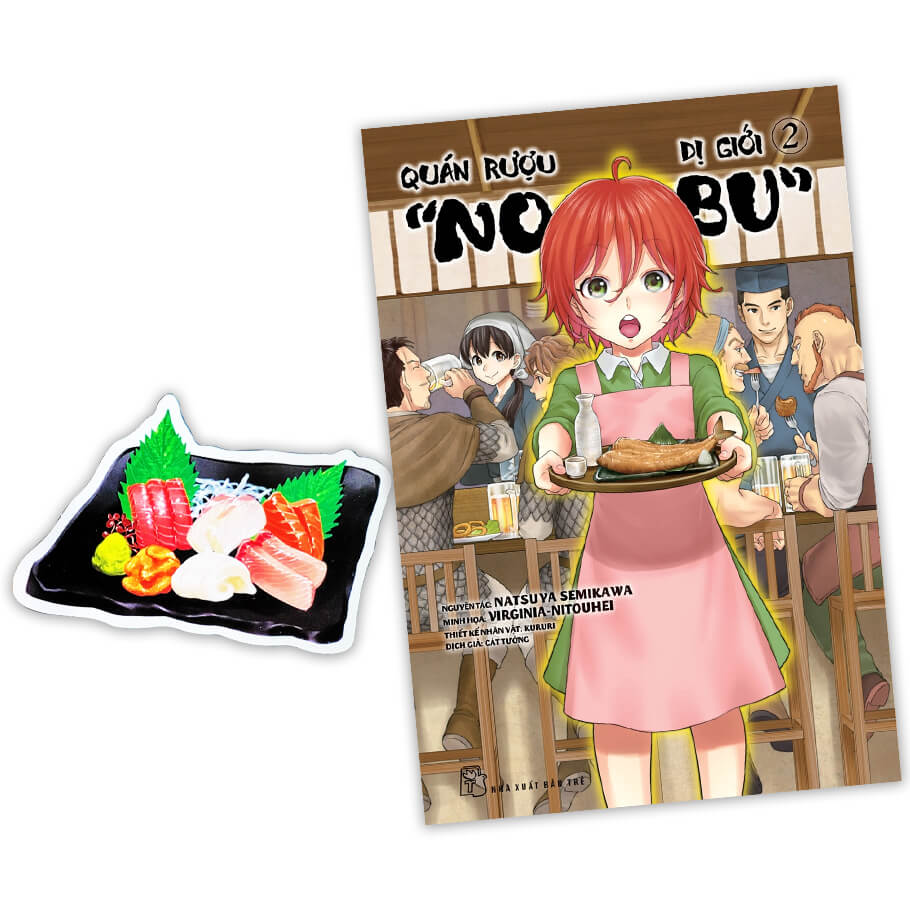 QUÁN RƯỢU DỊ GIỚI 2
"NO BU"
NGUYÊN TÁC: NATSUYA SEMIKAWA
MINH HỌA: VIRGINIA-NITOUHEI
THIẾT KẾ NHÂN VẬT: KURURI
DỊCH GIẢ: CÁT TƯỜNG
NHÀ XUẤT BẢN TRẺ